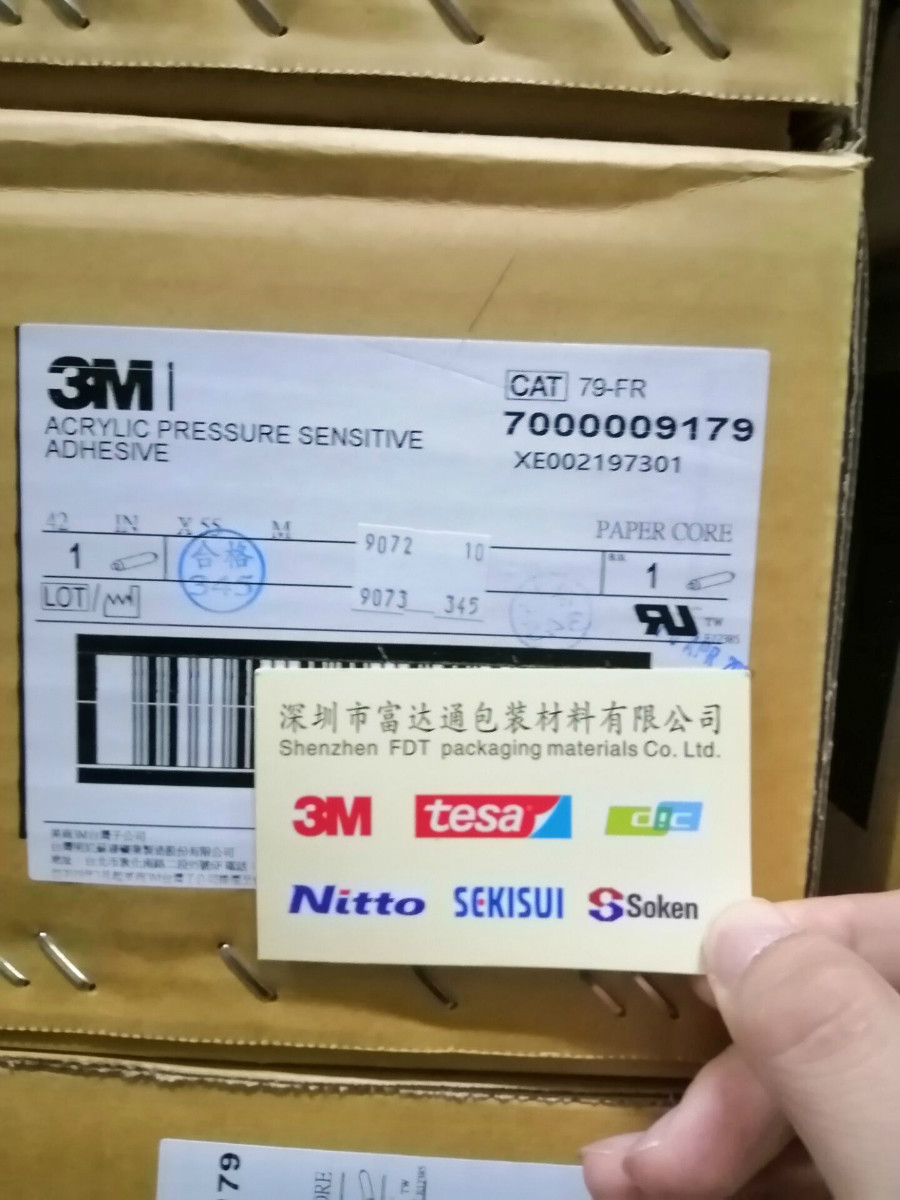 3M
ACRYLIC PRESSURE SENSITIVE
ADHESIVE
CAT 79-FR
7000009179
XE002197301
42 IN X 55 M
PAPER CORE
1
合格
345
9072 10
9073 345
1
LOT
TW
APR
深圳市富达通包装材料有限公司
Shenzhen FDT packaging materials Co. Ltd.
3M
tesa
dic
Nitto
SEKISUI
Soken
79